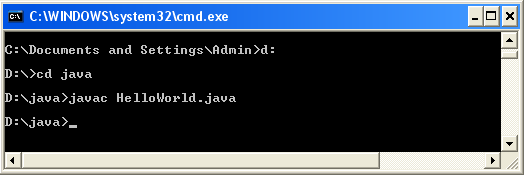 C:\WINDOWS\system32\cmd.exe
C:\Documents and Settings\Admin>d:
D:\>cd java
D:\java>javac HelloWorld.java
D:\java>_